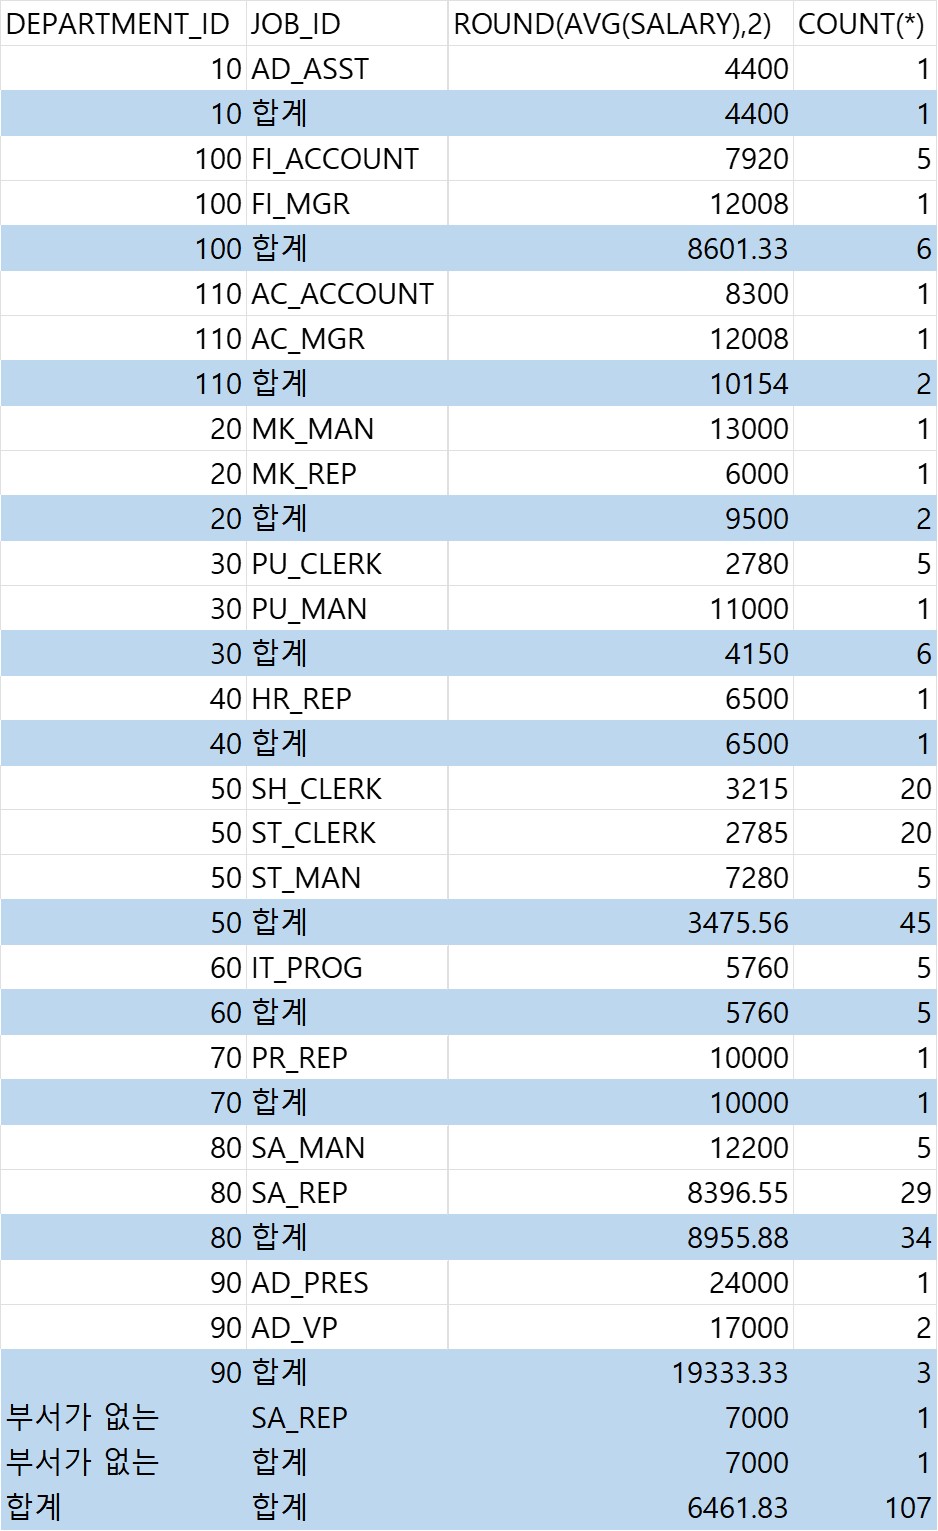 DEPARTMENT_ID JOB_ID ROUND(AVG(SALARY),2) COUNT(*)
10 AD_ASST 4400 1
10 합계 4400 1
100 FI_ACCOUNT 7920 5
100 FI_MGR 12008 1
100 합계 8601.33 6
110 AC_ACCOUNT 8300 1
110 AC_MGR 12008 1
110 합계 10154 2
20 MK_MAN 13000 1
20 MK_REP 6000 1
20 합계 9500 2
30 PU_CLERK 2780 5
30 PU_MAN 11000 1
30 합계 4150 6
40 HR_REP 6500 1
40 합계 6500 1
50 SH_CLERK 3215 20
50 ST_CLERK 2785 20
50 ST_MAN 7280 5
50 합계 3475.56 45
60 IT_PROG 5760 5
60 합계 5760 5
70 PR_REP 10000 1
70 합계 10000 1
80 SA_MAN 12200 5
80 SA_REP 8396.55 29
80 합계 8955.88 34
90 AD_PRES 24000 1
90 AD_VP 17000 2
90 합계 19333.33 3
부서가 없는 SA_REP 7000 1
부서가 없는 합계 7000 1
합계 합계 6461.83 107